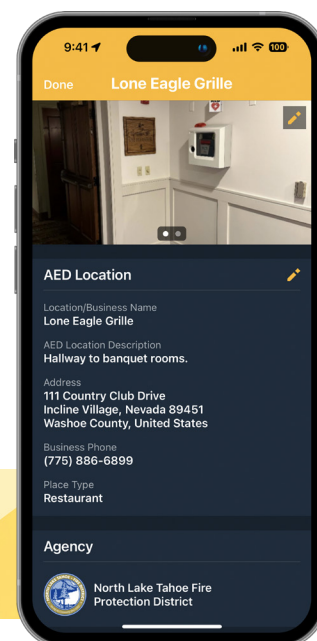 9:41
100
Done
Lone Eagle Grille
AED Location
Location/Business Name
Lone Eagle Grille
AED Location Description
Hallway to banquet rooms.
Address
111 Country Club Drive
Incline Village, Nevada 89451
Washoe County, United States
Business Phone
(775) 886-6899
Place Type
Restaurant
Agency
North Lake Tahoe Fire
Protection District